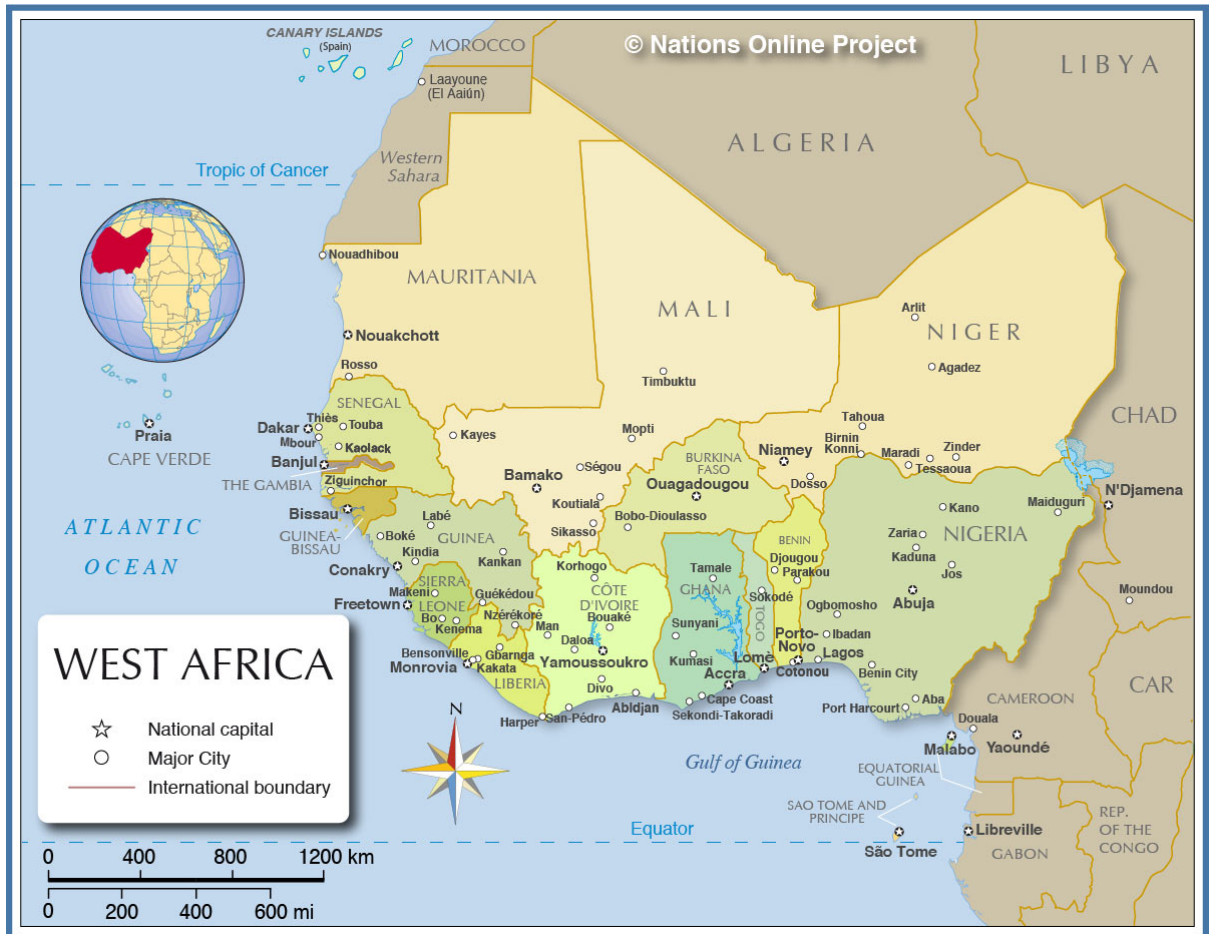 © Nations Online Project
CANARY ISLANDS
(Spain)
MOROCCO
LIBYA
Laayoune
(El Aaiún)
ALGERIA
Western
Sahara
Tropic of Cancer
Nouadhibou
MAURITANIA
MALI
Arlit
NIGER
Nouakchott
Rosso
Timbuktu
Agadez
SENEGAL
CHAD
Thiès
Touba
Dakar
Mbour
Kaolack
Praia
CAPE VERDE
Banjul
THE GAMBIA
Ziguinchor
Kayes
Mopti
Tahoua
Birnin
Konni
Maradi
Zinder
Tessaoua
Niamey
Dosso
BURKINA
FASO
Ouagadougou
Bobo-Dioulasso
Ségou
Bamako
Koutiala
Sikasso
N'Djamena
Maiduguri
Kano
NIGERIA
Zaria
Kaduna
Jos
Abuja
ATLANTIC
OCEAN
Bissau
GUINEA-
BISSAU
Labé
Boké
GUINEA
Kindia
Kankan
Conakry
SIERRA
LEONE
Makeni
Freetown
Bo
Kenema
Guékédou
Nzérékoré
Korhogo
CÔTE
D'IVOIRE
Bouaké
Man
Daloa
Yamoussoukro
Divo
Abidjan
San-Pédro
Bensonville
Monrovia
Gbarnga
Kakata
LIBERIA
Harper
Tamale
GHANA
Sunyani
Kumasi
Accra
Cape Coast
Sekondi-Takoradi
BENIN
Djougou
Parakou
Sokodé
TOGO
Lomè
Porto-
Novo
Cotonou
Ogbomosho
Ibadan
Lagos
Benin City
Aba
Port Harcourt
Moundou
CAR
CAMEROON
Douala
Malabo
Yaoundé
EQUATORIAL
GUINEA
SAO TOME AND
PRINCIPE
São Tome
Libreville
GABON
REP.
OF THE
CONGO
Gulf of Guinea
Equator
N
WEST AFRICA
National capital
Major City
International boundary
0 400 800 1200 km
0 200 400 600 mi